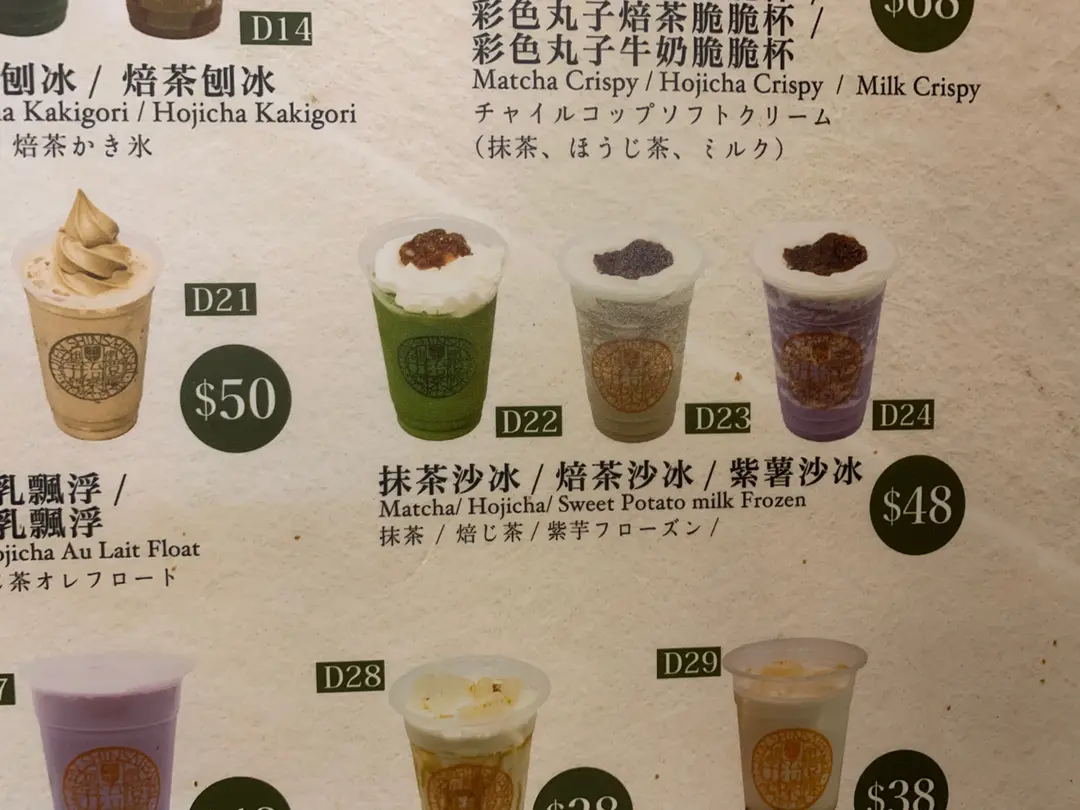 D14
刨冰 / 焙茶刨冰
Kakigori / Hojicha Kakigori
焙茶かき氷
$68
彩色丸子焙茶脆脆杯 /
彩色丸子牛奶脆脆杯
Matcha Crispy / Hojicha Crispy / Milk Crispy
チャイルコップソフトクリーム
(抹茶、ほうじ茶、ミルク)
D21
$50
乳飄浮 /
乳飄浮
Au Lait Float
茶オレフロート
D22
D23
D24
抹茶沙冰 / 焙茶沙冰 / 紫薯沙冰
Matcha/ Hojicha/ Sweet Potato milk Frozen
抹茶 / 焙じ茶 / 紫芋フローズン /
$48
D28
D29
$38